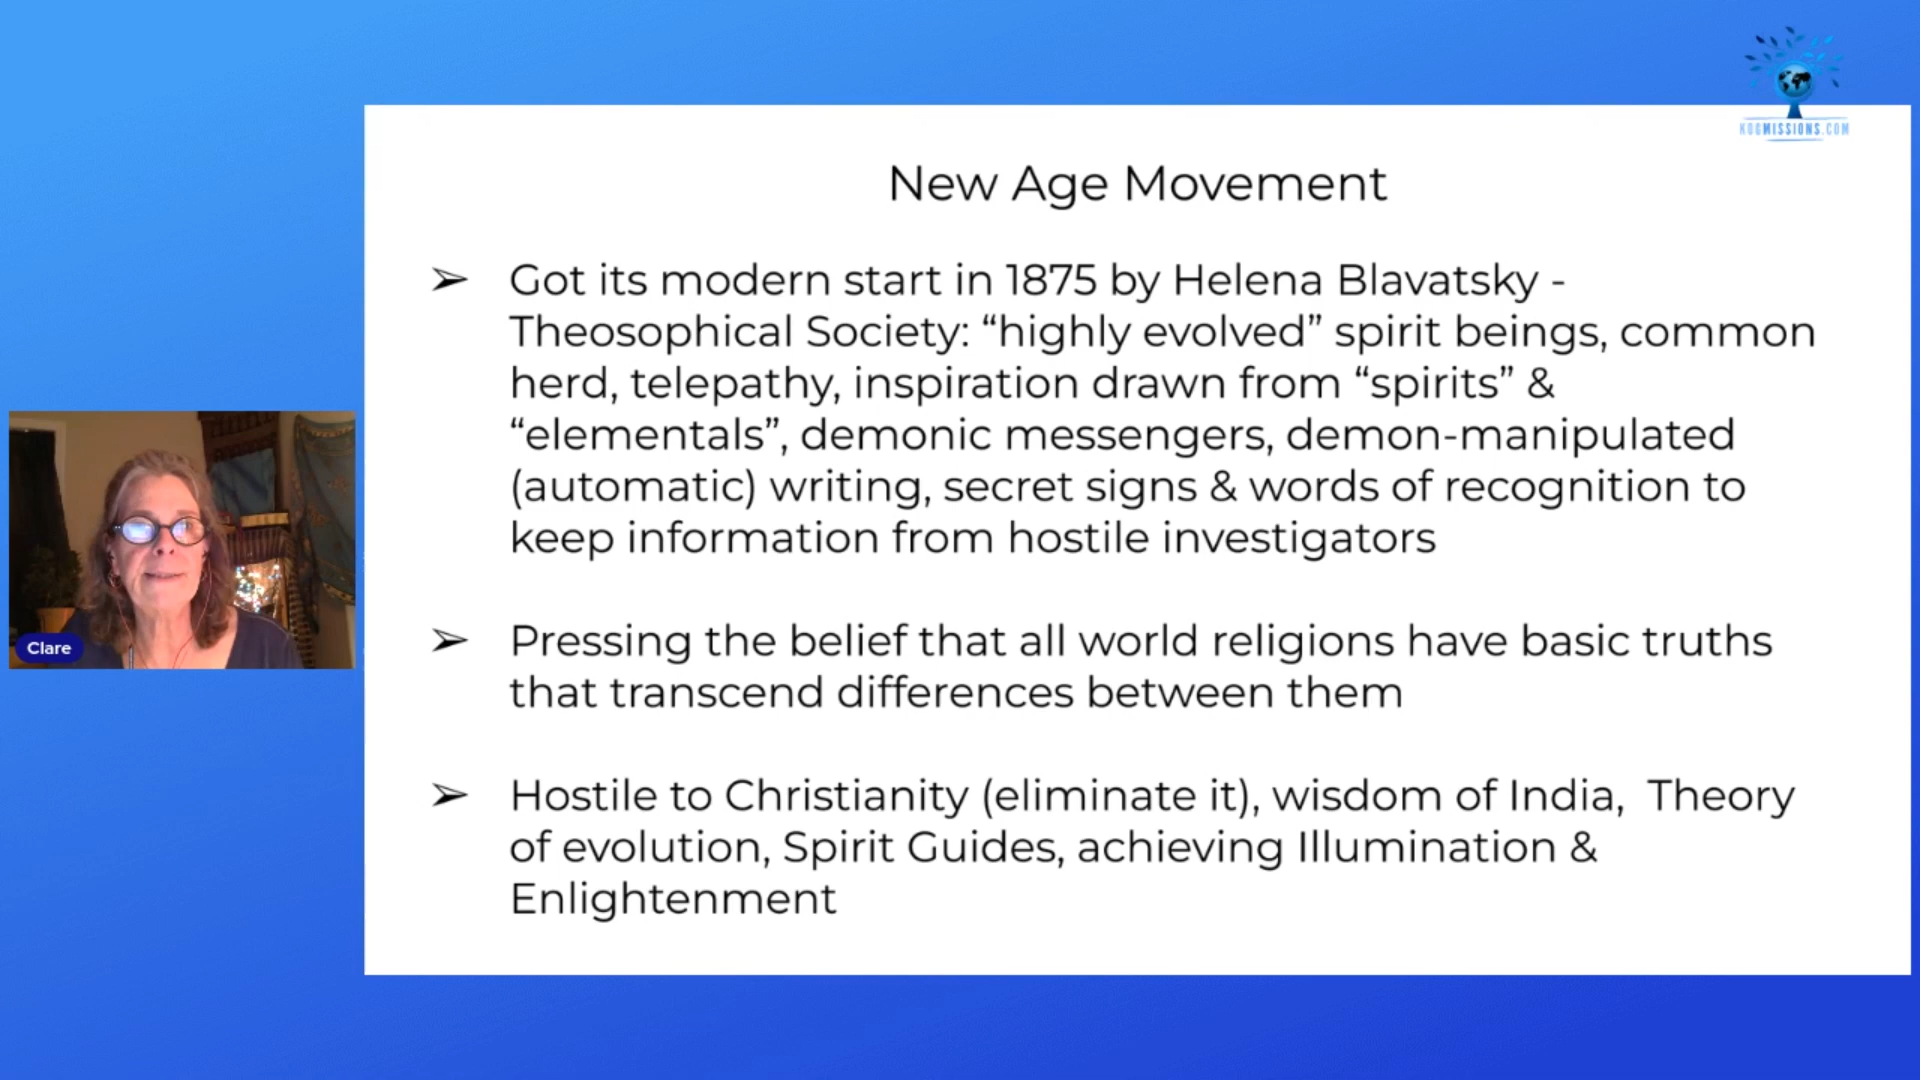 KOGMISSIONS.COM
New Age Movement
➢ Got its modern start in 1875 by Helena Blavatsky -
Theosophical Society: “highly evolved” spirit beings, common
herd, telepathy, inspiration drawn from “spirits” &
“elementals”, demonic messengers, demon-manipulated
(automatic) writing, secret signs & words of recognition to
keep information from hostile investigators
➢ Pressing the belief that all world religions have basic truths
that transcend differences between them
➢ Hostile to Christianity (eliminate it), wisdom of India,  Theory
of evolution, Spirit Guides, achieving Illumination &
Enlightenment
Clare